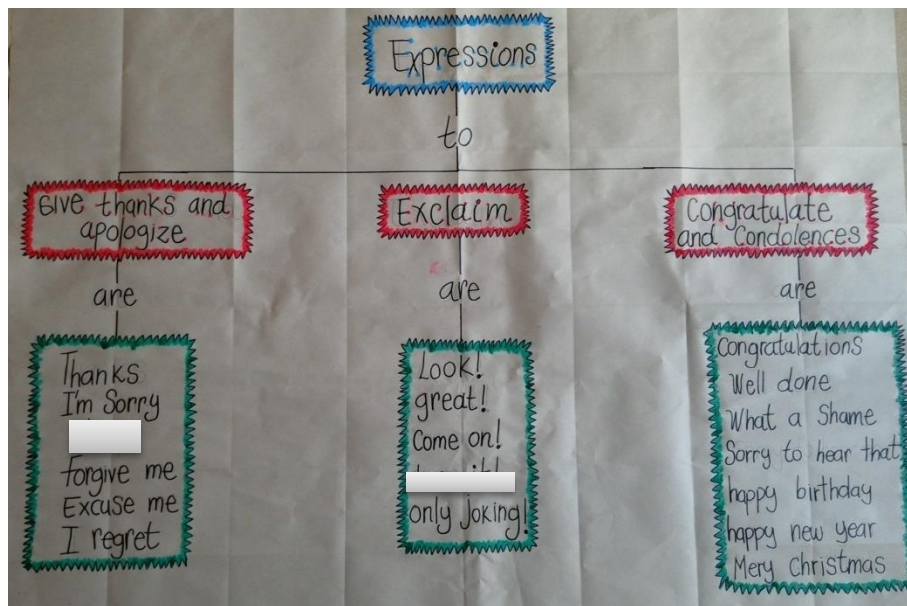 Expressions
to
Give thanks and
apologize
are
Thanks
I'm Sorry
Forgive me
Excuse me
I regret
Exclaim
are
Look!
great!
Come on!
only joking!
Congratulate
and Condolences
are
Congratulations
Well done
What a Shame
Sorry to hear that
happy birthday
happy new year
Mery Christmas